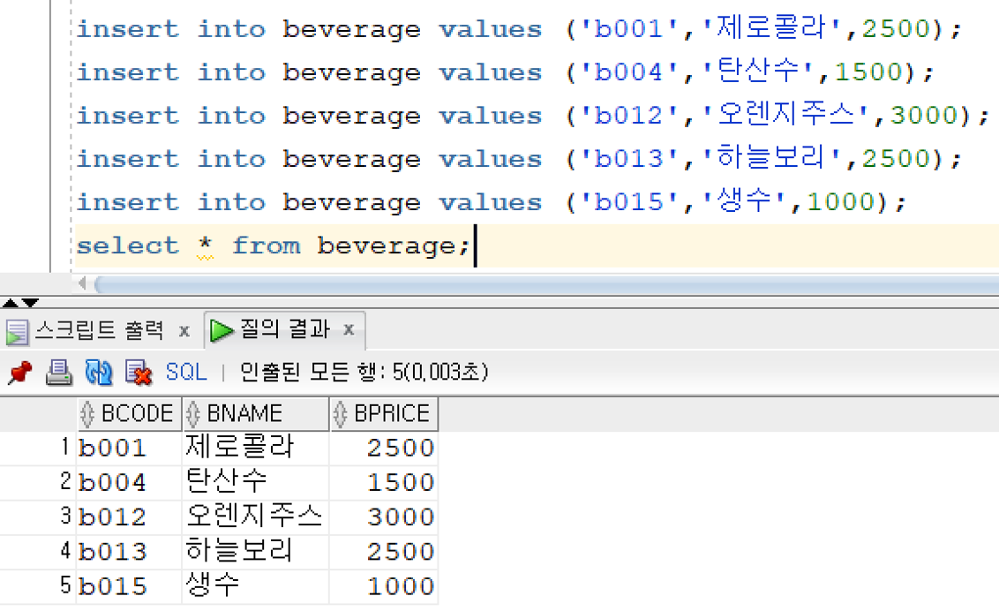 insert into beverage values ('b001','제로콜라',2500);
insert into beverage values ('b004','탄산수',1500);
insert into beverage values ('b012','오렌지주스',3000);
insert into beverage values ('b013','하늘보리',2500);
insert into beverage values ('b015','생수',1000);
select * from beverage;
스크립트 출력 x 질의 결과 x
SQL | 인출된 모든 행: 5(0,003초)
BCODE BNAME BPRICE
1 b001 제로콜라 2500
2 b004 탄산수 1500
3 b012 오렌지주스 3000
4 b013 하늘보리 2500
5 b015 생수 1000